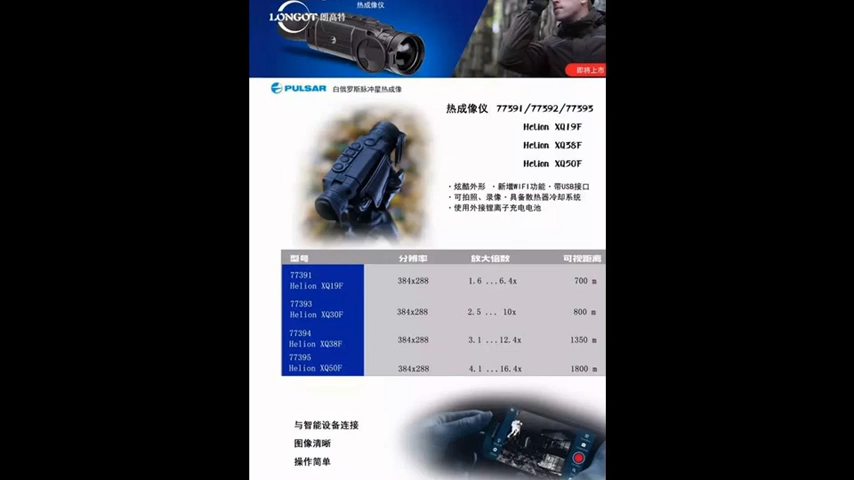 热成像仪
LONGOT 朗高特
即将上市
PULSAR 白俄罗斯脉冲星热成像
热成像仪 77391/77392/77393
Helion XQ19F
Helion XQ38F
Helion XQ50F
·炫酷外形 ·新增WIFI功能·带USB接口
·可拍照、录像·具备散热器冷却系统
·使用外接锂离子充电电池
型号 分辨率 放大倍数 可视距离
77391
Helion XQ19F 384x288 1.6 ...6.4x 700 m
77393
Helion XQ30F 384x288 2.5 ... 10x 800 m
77394
Helion XQ38F 384x288 3.1 ...12.4x 1350 m
77395
Helion XQ50F 384x288 4.1 ...16.4x 1800 m
与智能设备连接
图像清晰
操作简单